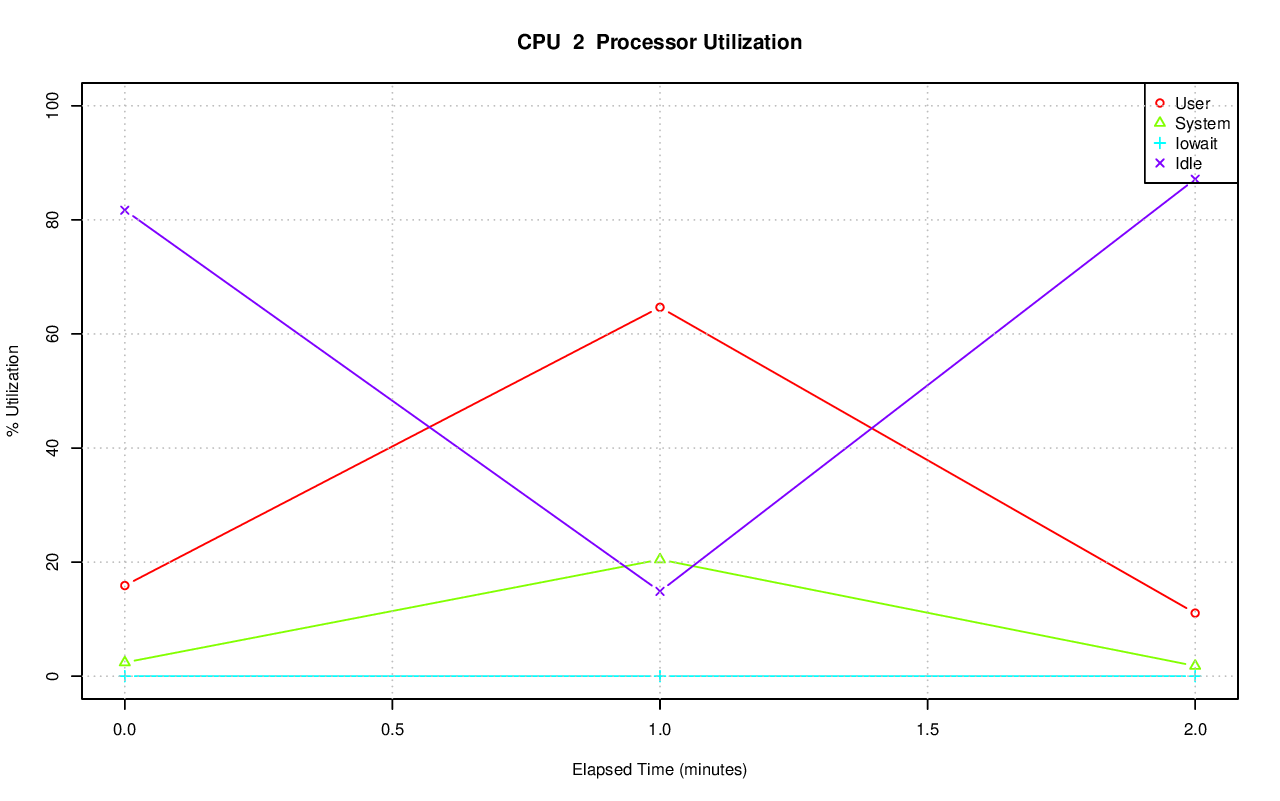 CPU  2  Processor Utilization
% Utilization
100
80
60
40
20
0
User
System
Iowait
Idle
0.0 0.5 1.0 1.5 2.0
Elapsed Time (minutes)